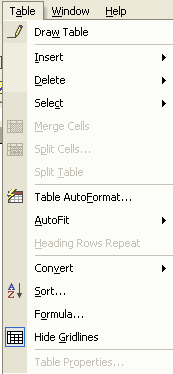 Table Window Help
Draw Table
Insert
Delete
Select
Merge Cells
Split Cells...
Split Table
Table AutoFormat...
AutoFit
Heading Rows Repeat
Convert
Sort...
Formula...
Hide Gridlines
Table Properties...